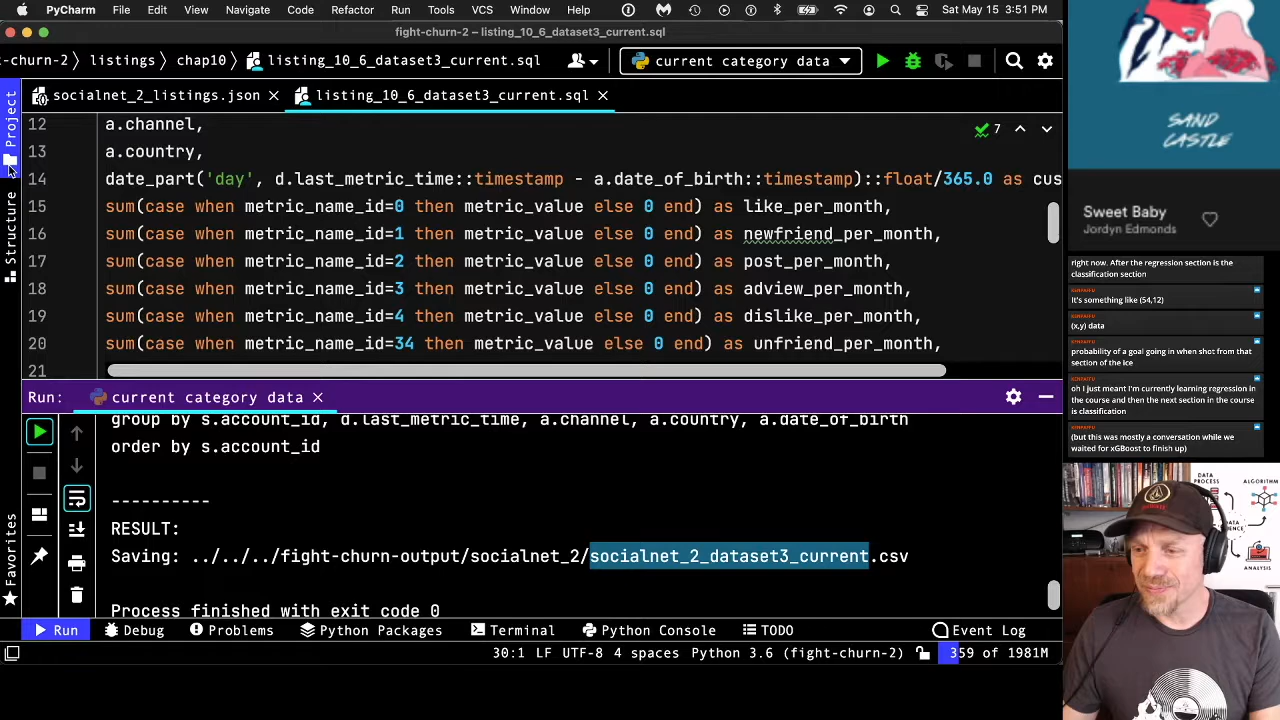 PyCharm File Edit View Navigate Code Refactor Run Tools VCS Window Help Sat May 15 3:51 PM
fight-churn-2 – listing_10_6_dataset3_current.sql
t-churn-2 〉 listings 〉 chap10 〉 listing_10_6_dataset3_current.sql current category data
socialnet_2_listings.json × listing_10_6_dataset3_current.sql ×
12 a.channel,
13 a.country,
14 date_part('day', d.last_metric_time::timestamp - a.date_of_birth::timestamp)::float/365.0 as cus
15 sum(case when metric_name_id=0 then metric_value else 0 end) as like_per_month,
16 sum(case when metric_name_id=1 then metric_value else 0 end) as newfriend_per_month,
17 sum(case when metric_name_id=2 then metric_value else 0 end) as post_per_month,
18 sum(case when metric_name_id=3 then metric_value else 0 end) as adview_per_month,
19 sum(case when metric_name_id=4 then metric_value else 0 end) as dislike_per_month,
20 sum(case when metric_name_id=34 then metric_value else 0 end) as unfriend_per_month,
21
7
Project
Structure
Favorites
Run: current category data ×
group by s.account_id, d.last_metric_time, a.channel, a.country, a.date_of_birth
order by s.account_id
----------
RESULT:
Saving: ../../../fight-churn-output/socialnet_2/socialnet_2_dataset3_current.csv
Process finished with exit code 0
Run Debug Problems Python Packages Terminal Python Console TODO Event Log
30:1 LF UTF-8 4 spaces Python 3.6 (fight-churn-2) 359 of 1981M
SAND
CASTLE
Sweet Baby
Jordyn Edmonds
right now. After the regression section is the
classification section
It's something like (54,12)
(x,y) data
probability of a goal going in when shot from that
section of the ice
oh I just meant I'm currently learning regression in
the course and then the next section in the course
is classification
(but this was mostly a conversation while we
waited for xGBoost to finish up)
DATA
PROCESS
ALGORITHM
ANALYSIS